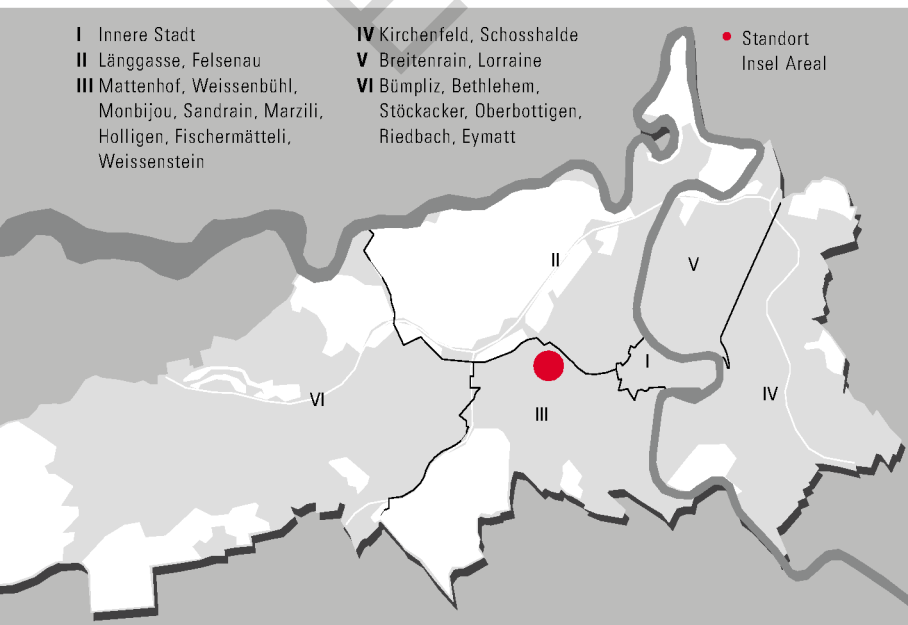 I Innere Stadt
II Länggasse, Felsenau
III Mattenhof, Weissenbühl,
Monbijou, Sandrain, Marzili,
Holligen, Fischermätteli,
Weissenstein
IV Kirchenfeld, Schosshalde
V Breitenrain, Lorraine
VI Bümpliz, Bethlehem,
Stöckacker, Oberbottigen,
Riedbach, Eymatt
Standort
Insel Areal
II
V
I
VI
IV
III